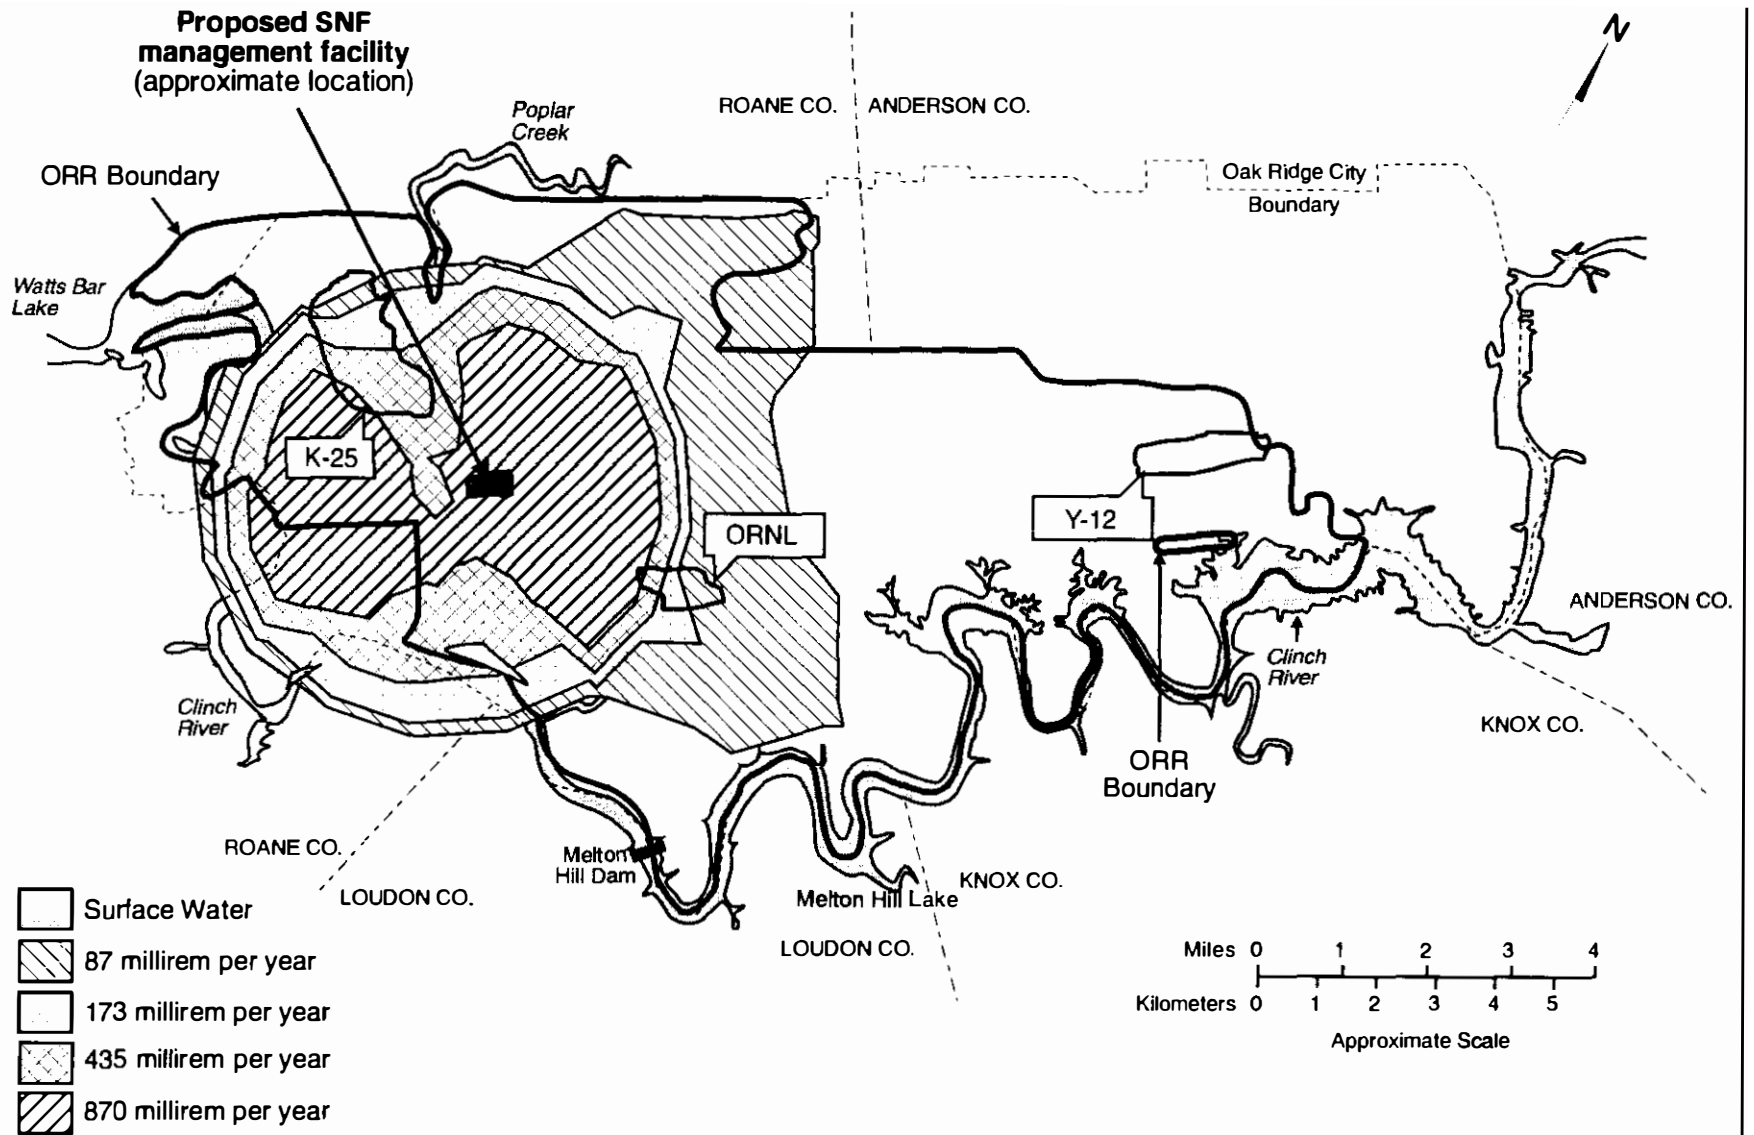 Proposed SNF
management facility
(approximate location)
N
ROANE CO.
ANDERSON CO.
Poplar
Creek
ORR Boundary
Oak Ridge City
Boundary
Watts Bar
Lake
K-25
ORNL
Y-12
ANDERSON CO.
Clinch
River
Clinch
River
KNOX CO.
ORR
Boundary
ROANE CO.
LOUDON CO.
Melton
Hill Dam
Melton Hill Lake
KNOX CO.
LOUDON CO.
Surface Water
87 millirem per year
173 millirem per year
435 millirem per year
870 millirem per year
Miles 0 1 2 3 4
Kilometers 0 1 2 3 4 5
Approximate Scale